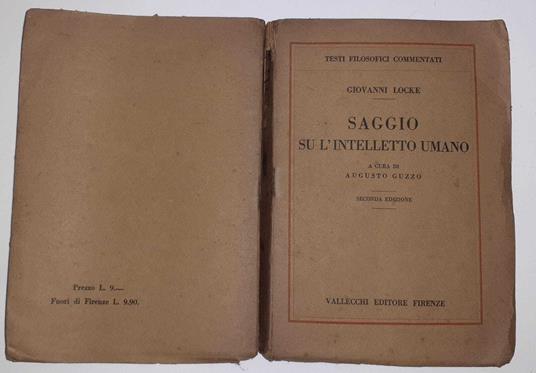 Prezzo L. 9.—
Fuori di Firenze L. 9.90.
TESTI FILOSOFICI COMMENTATI
GIOVANNI LOCKE
SAGGIO
SU L'INTELLETTO UMANO
A CURA DI
AUGUSTO GUZZO
SECONDA EDIZIONE
VALLECCHI EDITORE FIRENZE